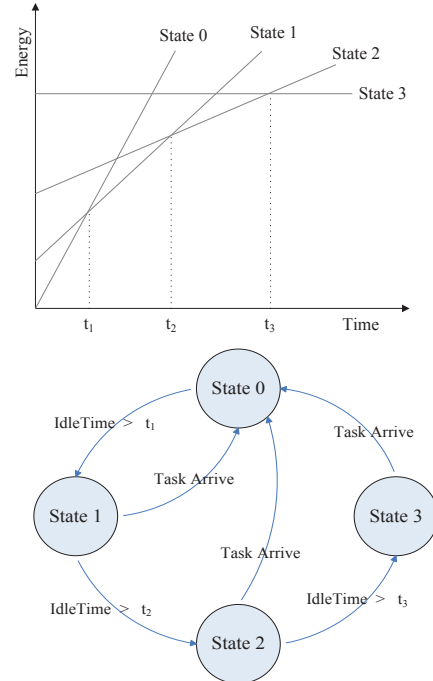 Energy
State 0
State 1
State 2
State 3
t1
t2
t3
Time
State 0
IdleTime > t1
Task Arrive
Task Arrive
State 1
State 3
Task Arrive
IdleTime > t2
IdleTime > t3
State 2